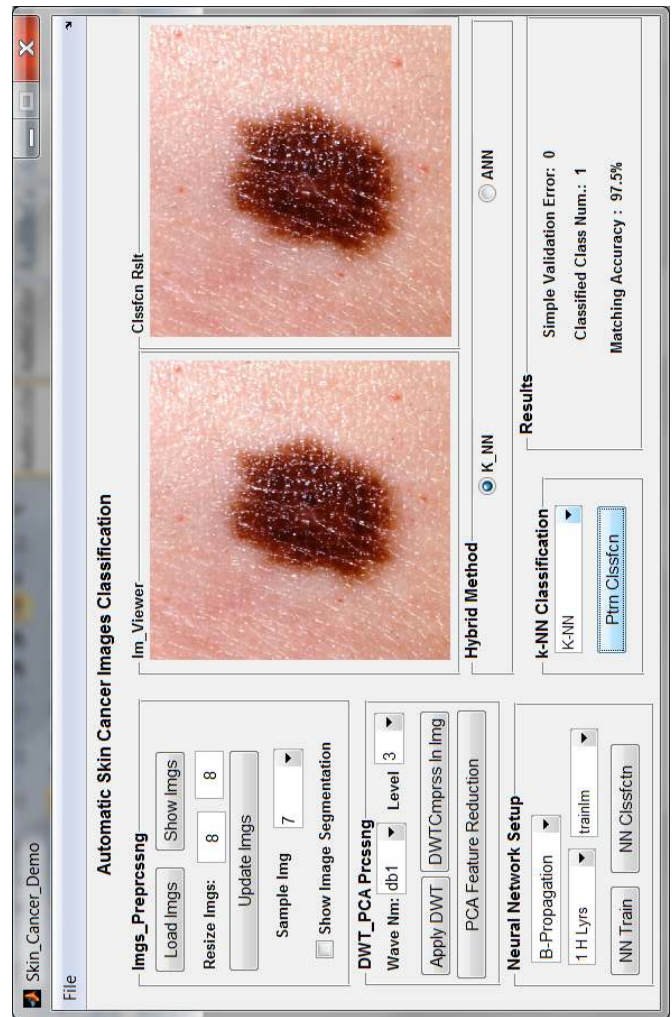 Skin_Cancer_Demo
File
Automatic Skin Cancer Images Classification
Imgs_Preprcssng
Load Imgs Show Imgs
Resize Imgs: 8 8
Update Imgs
Sample Img 7
Show Image Segmentation
DWT_PCA Prcssng
Wave Nm: db1 Level 3
Apply DWT DWTCmprss In Img
PCA Feature Reduction
Neural Network Setup
B-Propagation
1 H Lyrs trainlm
NN Train NN Clssfctn
Im_Viewer
Clssfcn Rslt
Hybrid Method
K_NN ANN
k-NN Classification
K-NN
Ptrn Clssfcn
Results
Simple Validation Error: 0
Classified Class Num.: 1
Matching Accuracy : 97.5%